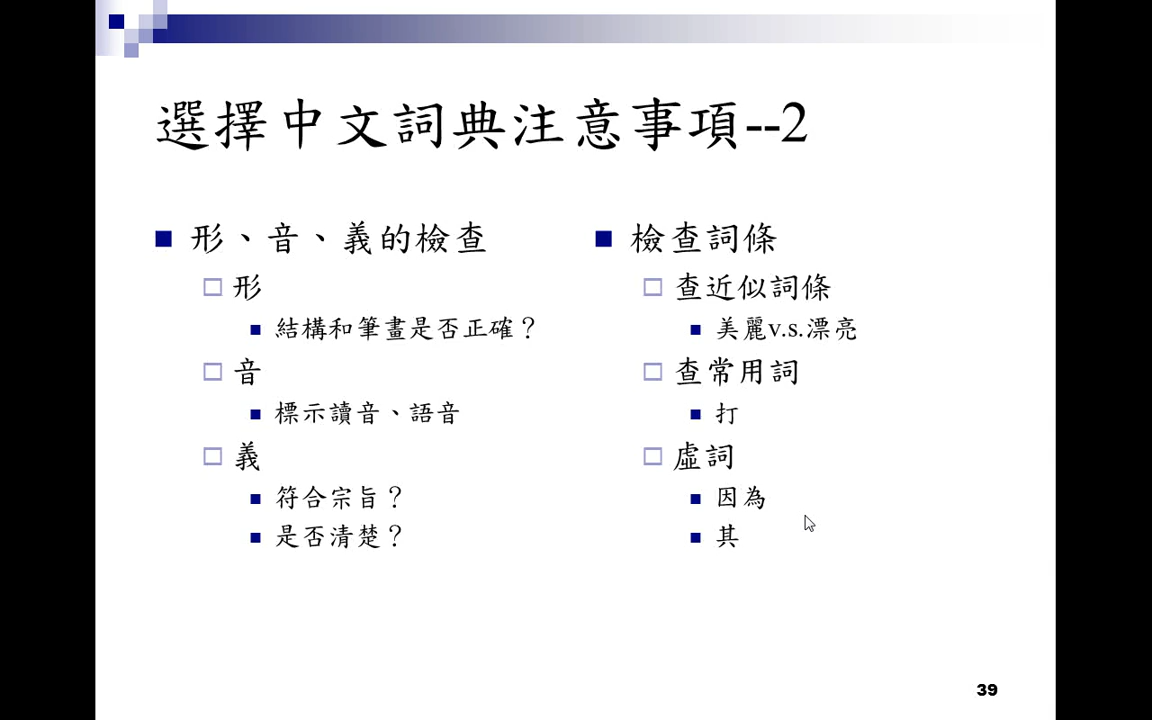 選擇中文詞典注意事項--2
形、音、義的檢查
形
結構和筆畫是否正確？
音
標示讀音、語音
義
符合宗旨？
是否清楚？
檢查詞條
查近似詞條
美麗v.s.漂亮
查常用詞
打
虛詞
因為
其
39